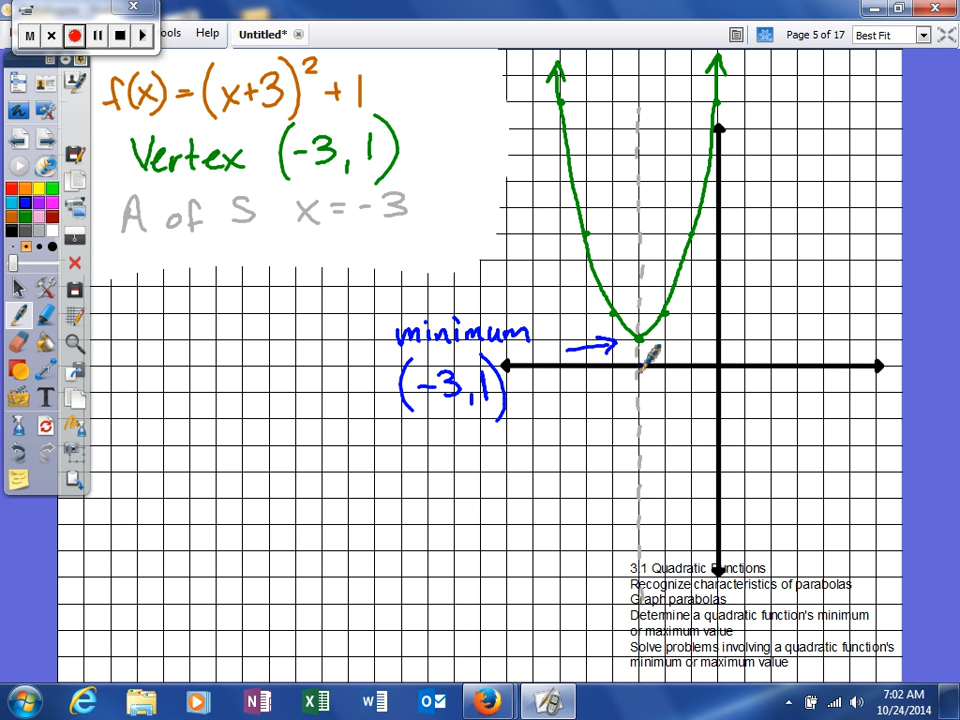 M
ools Help Untitled* Page 5 of 17 Best Fit
f(x) = (x+3)² + 1
Vertex (-3, 1)
A of S x = -3
minimum
(-3, 1)
T
3.1 Quadratic Functions
Recognize characteristics of parabolas
Graph parabolas
Determine a quadratic function's minimum
or maximum value
Solve problems involving a quadratic function's
minimum or maximum value
7:02 AM
10/24/2014